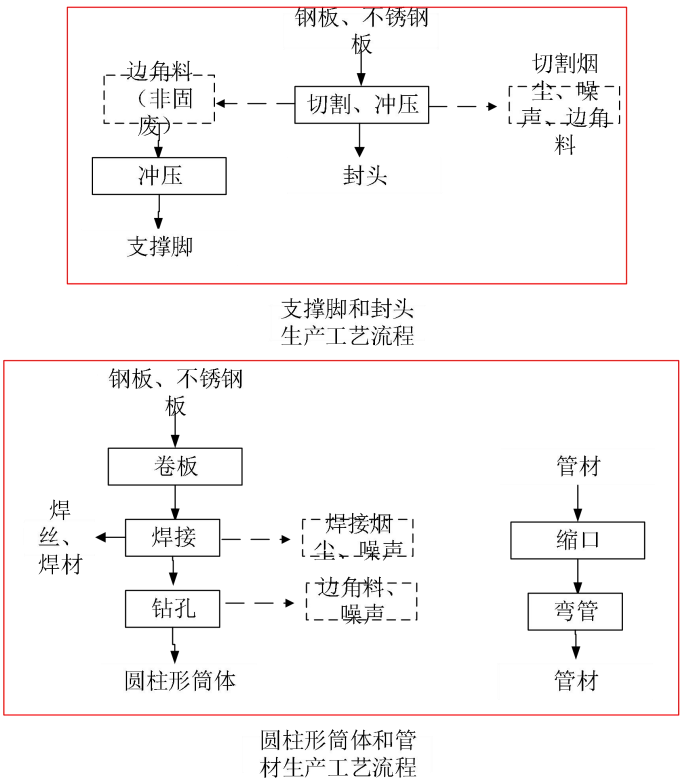 钢板、不锈钢
板
边角料
（非固
废）
切割、冲压
切割烟
尘、噪
声、边角
料
冲压
封头
支撑脚
支撑脚和封头
生产工艺流程
钢板、不锈钢
板
卷板
管材
焊
丝、
焊材
焊接
焊接烟
尘、噪声
缩口
钻孔
边角料、
噪声
弯管
圆柱形筒体
管材
圆柱形筒体和管
材生产工艺流程